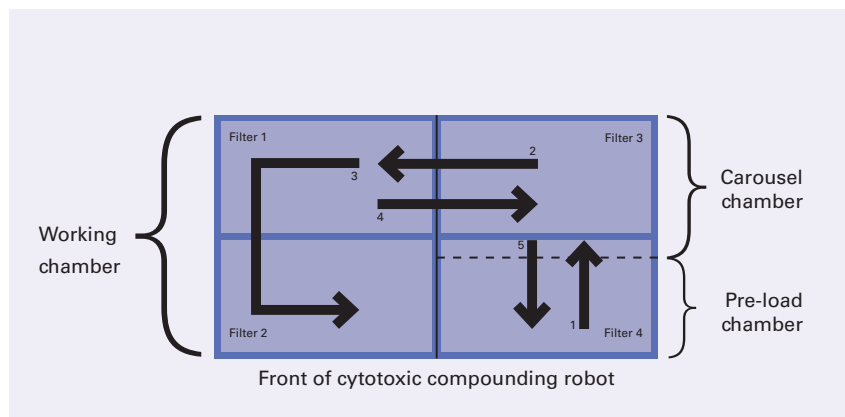 Filter 1
Filter 3
2
3
4
Working
chamber
Carousel
chamber
5
1
Filter 2
Filter 4
Pre-load
chamber
Front of cytotoxic compounding robot